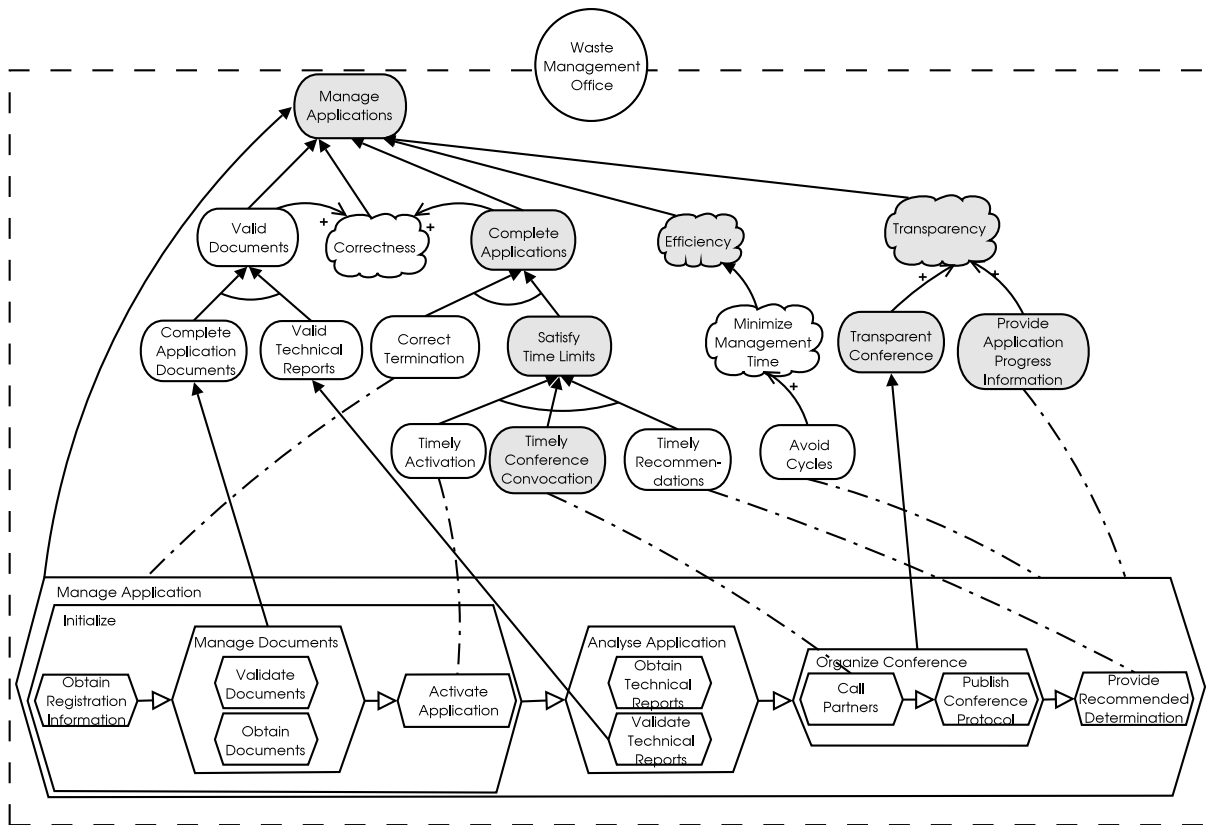 Waste
Management
Office
Manage
Applications
Valid
Documents
+
Correctness
+
Complete
Applications
Efficiency
Transparency
+
+
Complete
Application
Documents
Valid
Technical
Reports
Correct
Termination
Satisfy
Time Limits
Minimize
Management
Time
+
Transparent
Conference
Provide
Application
Progress
Information
Timely
Activation
Timely
Conference
Convocation
Timely
Recommen-
dations
Avoid
Cycles
Manage Application
Initialize
Manage Documents
Validate
Documents
Obtain
Documents
Obtain
Registration
Information
Activate
Application
Analyse Application
Obtain
Technical
Reports
Validate
Technical
Reports
Organize Conference
Call
Partners
Publish
Conference
Protocol
Provide
Recommended
Determination